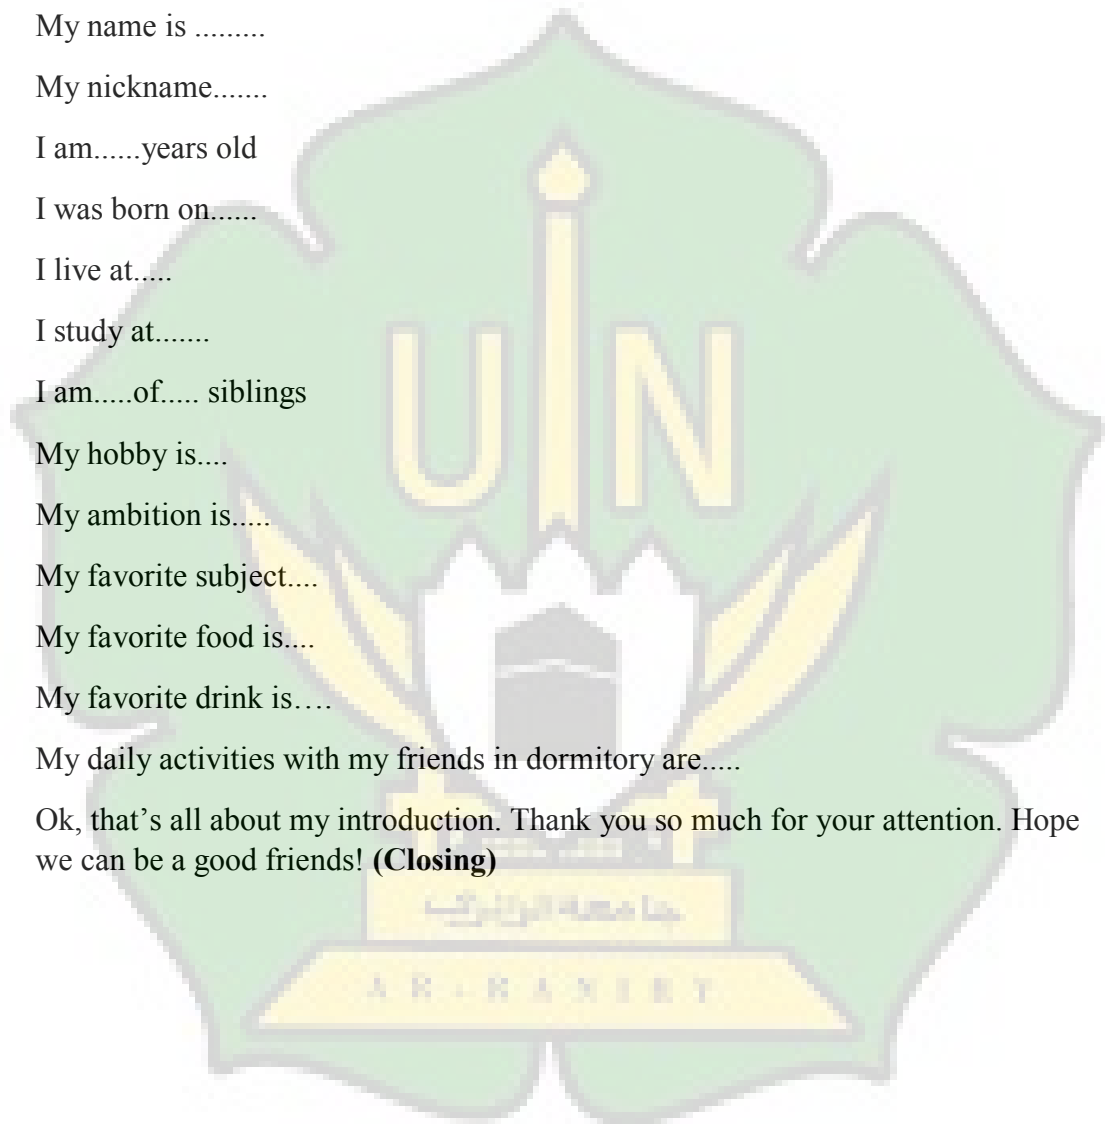 My name is .........
My nickname.......
I am......years old
I was born on......
I live at.....
I study at.......
I am.....of..... siblings
My hobby is....
My ambition is.....
My favorite subject....
My favorite food is....
My favorite drink is….
My daily activities with my friends in dormitory are.....
Ok, that’s all about my introduction. Thank you so much for your attention. Hope
we can be a good friends! (Closing)
UIN
جامعة الرانيري
AR-RANIRY